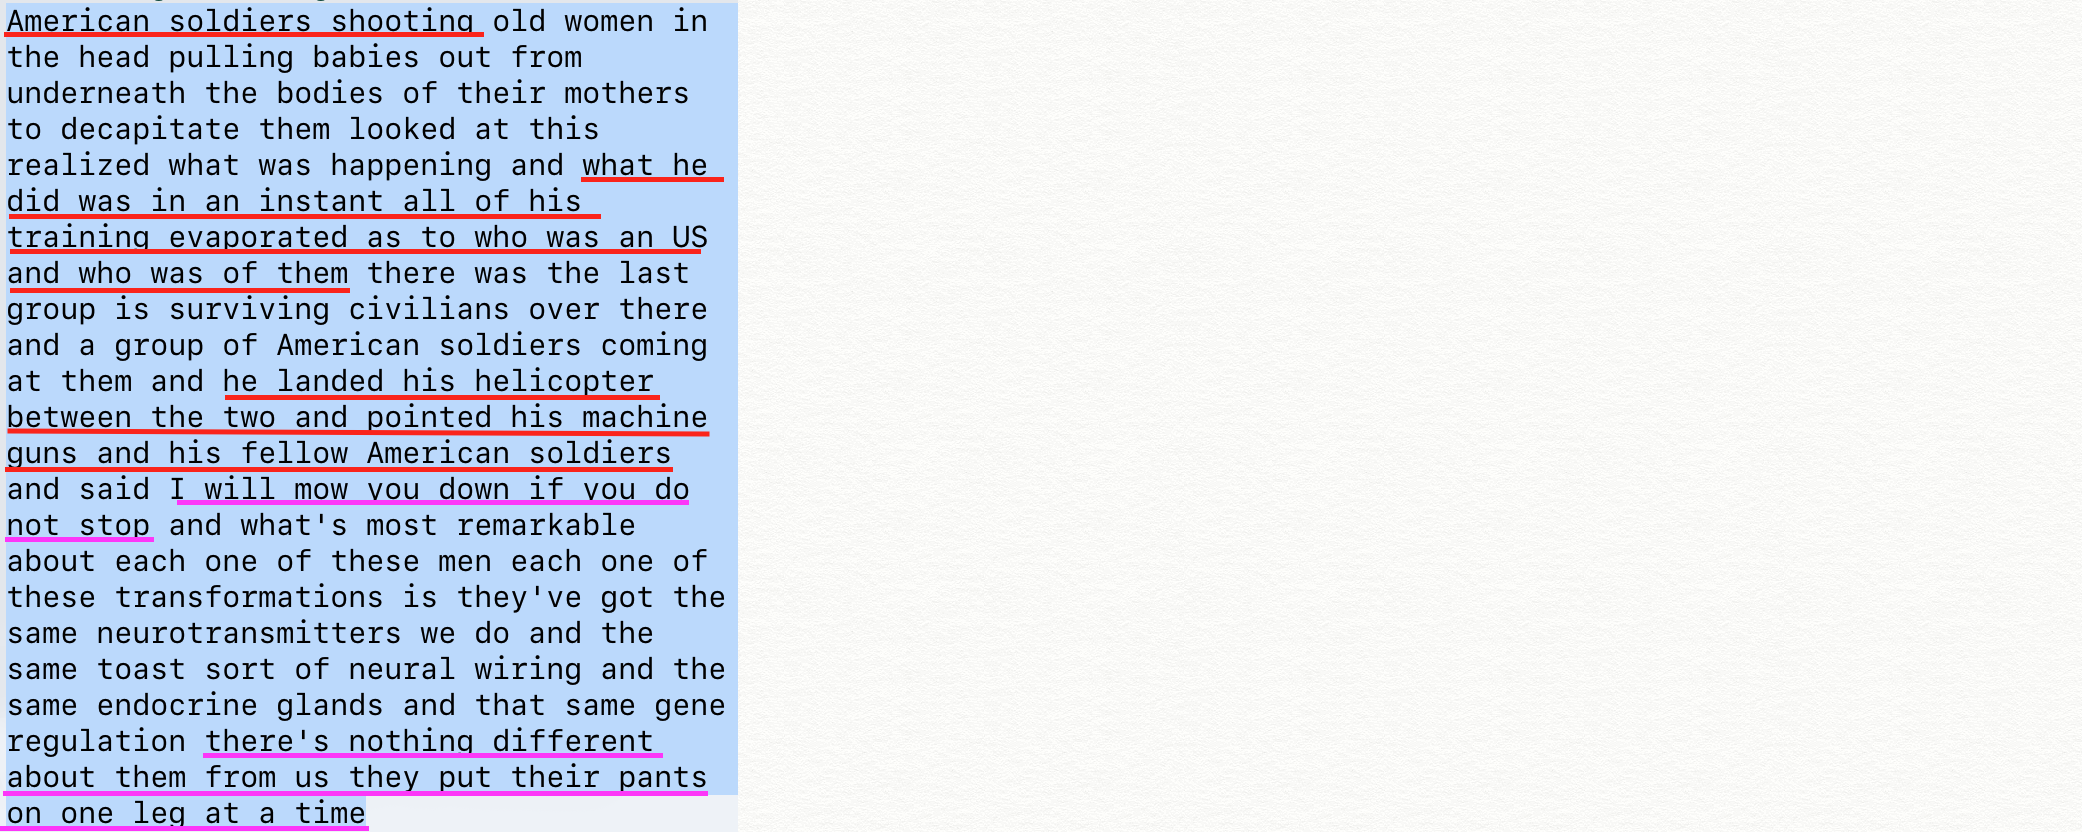 American soldiers shooting old women in
the head pulling babies out from
underneath the bodies of their mothers
to decapitate them looked at this
realized what was happening and what he
did was in an instant all of his
training evaporated as to who was an US
and who was of them there was the last
group is surviving civilians over there
and a group of American soldiers coming
at them and he landed his helicopter
between the two and pointed his machine
guns and his fellow American soldiers
and said I will mow you down if you do
not stop and what's most remarkable
about each one of these men each one of
these transformations is they've got the
same neurotransmitters we do and the
same toast sort of neural wiring and the
same endocrine glands and that same gene
regulation there's nothing different
about them from us they put their pants
on one leg at a time